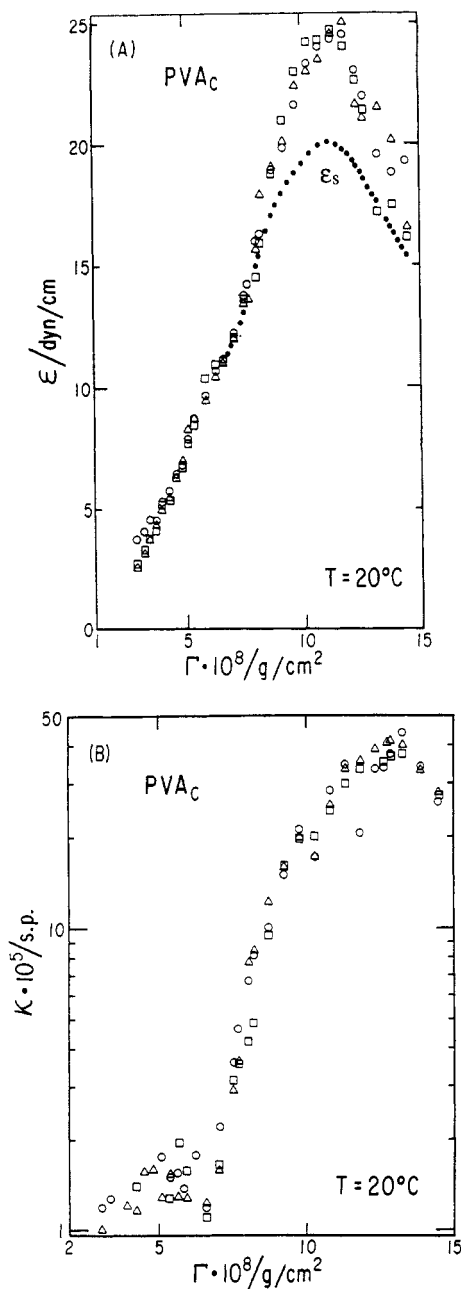 (A)
PVAc
25
20
15
10
5
0
ε/dyn/cm
εs
T = 20°C
1
5
10
15
Γ·10⁸/g/cm²
(B)
PVAc
50
10
1
K·10⁵/s.p.
T = 20°C
2
5
10
15
Γ·10⁸/g/cm²